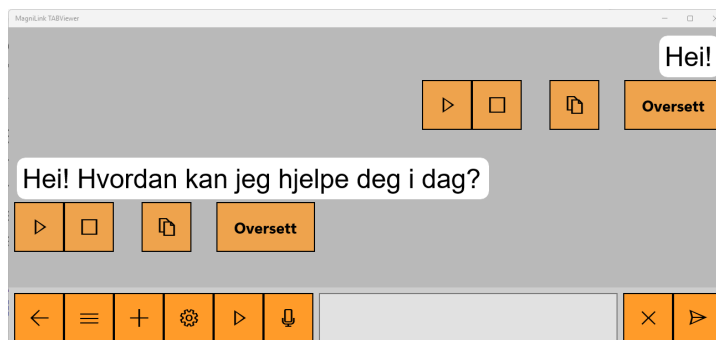 MagniLink TABViewer
Hei!
Oversett
Hei! Hvordan kan jeg hjelpe deg i dag?
Oversett